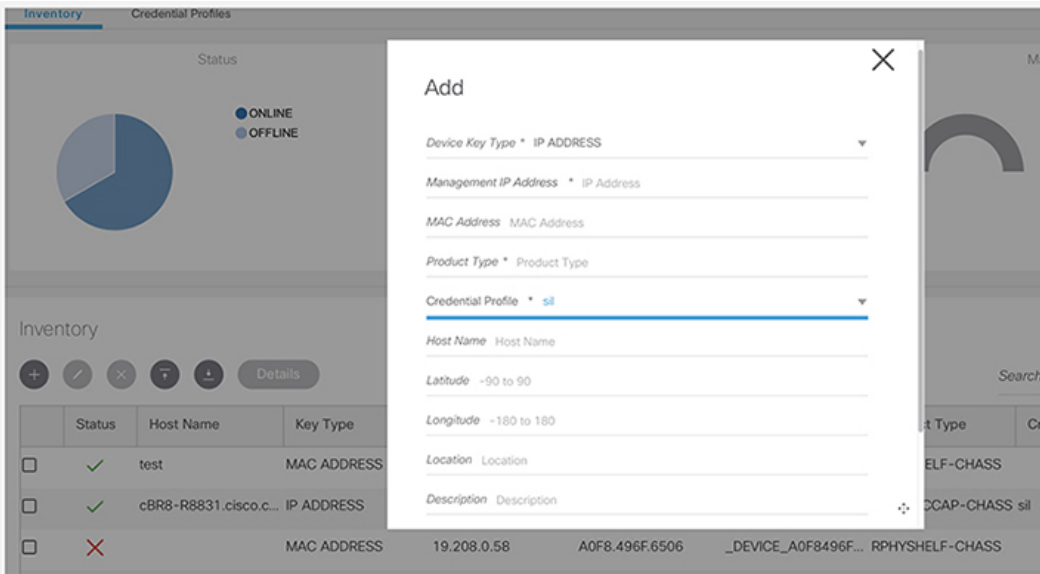 Inventory Credential Profiles
Status
ONLINE
OFFLINE
Add
Device Key Type * IP ADDRESS
Management IP Address * IP Address
MAC Address MAC Address
Product Type * Product Type
Credential Profile * sil
Host Name Host Name
Latitude -90 to 90
Longitude -180 to 180
Location Location
Description Description
Inventory
Details
Search
Status Host Name Key Type t Type
test MAC ADDRESS ELF-CHASS
cBR8-R8831.cisco.c... IP ADDRESS CCAP-CHASS sil
MAC ADDRESS 19.208.0.58 A0F8.496F.6506 _DEVICE_A0F8496F... RPHYSHELF-CHASS